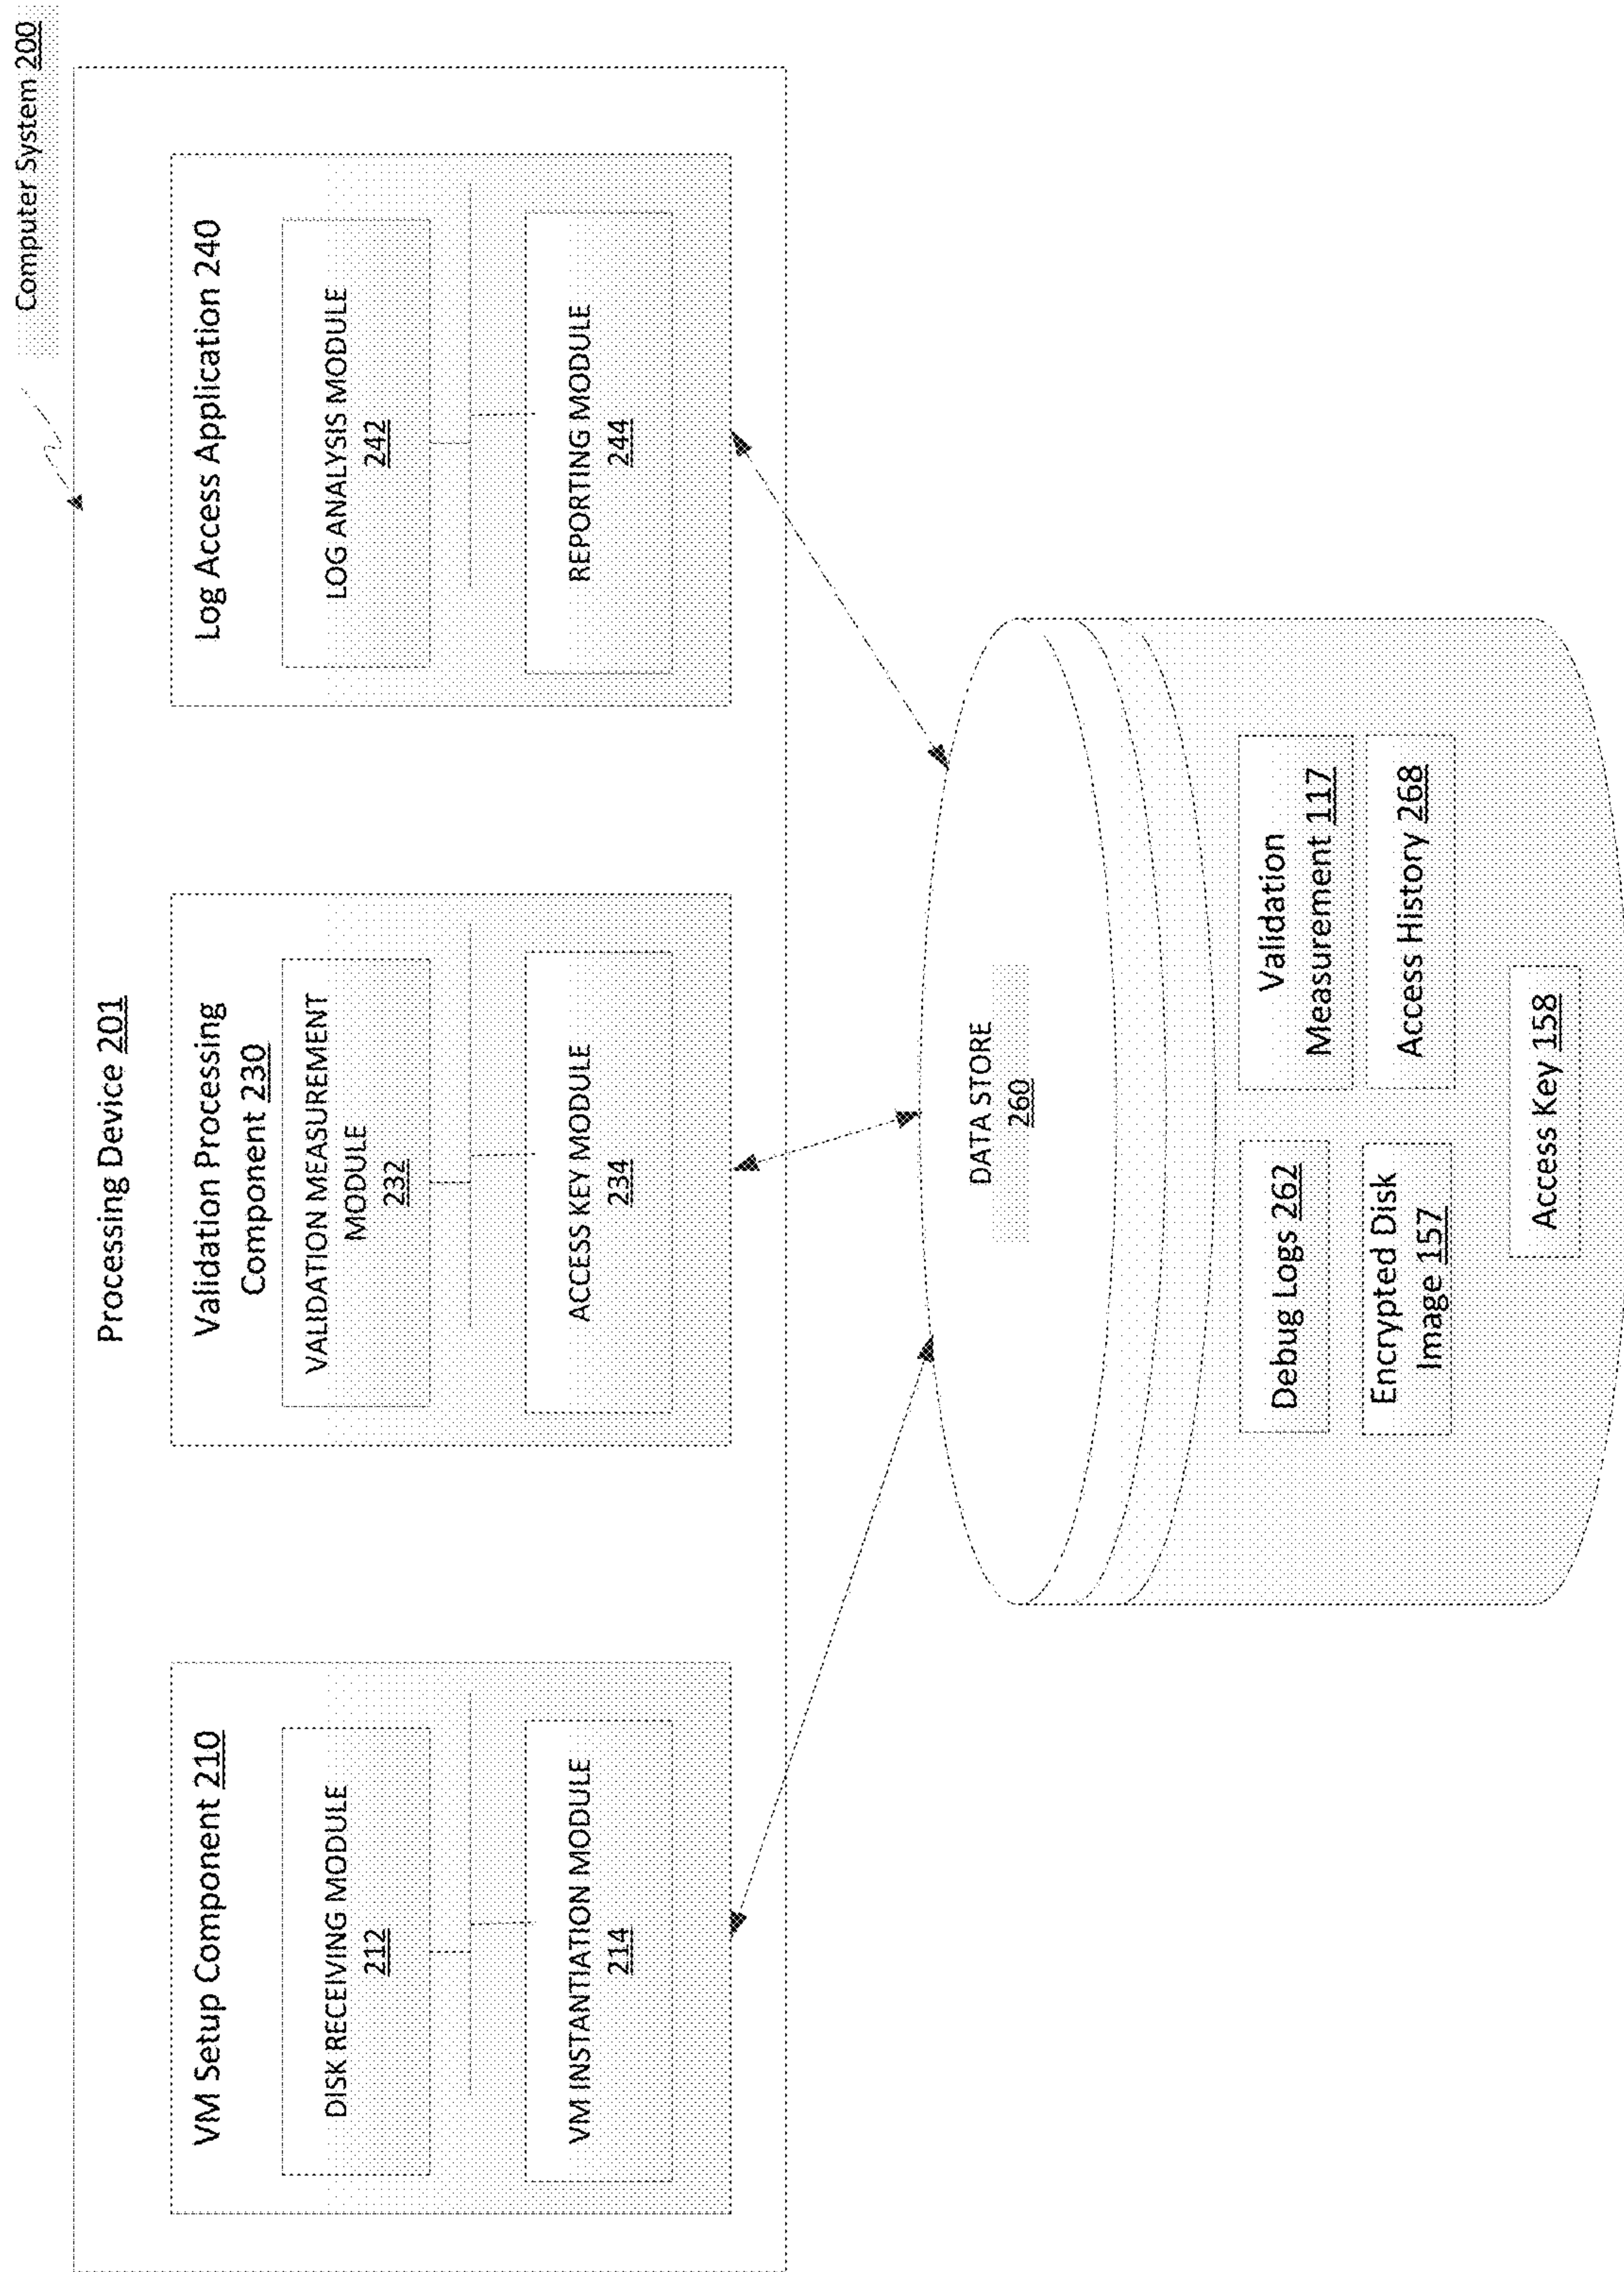 Computer System 200
Processing Device 201
VM Setup Component 210
DISK RECEIVING MODULE
212
VM INSTANTIATION MODULE
214
Validation Processing
Component 230
VALIDATION MEASUREMENT
MODULE
232
ACCESS KEY MODULE
234
Log Access Application 240
LOG ANALYSIS MODULE
242
REPORTING MODULE
244
DATA STORE
260
Debug Logs 262
Validation
Measurement 117
Encrypted Disk
Image 157
Access History 268
Access Key 158